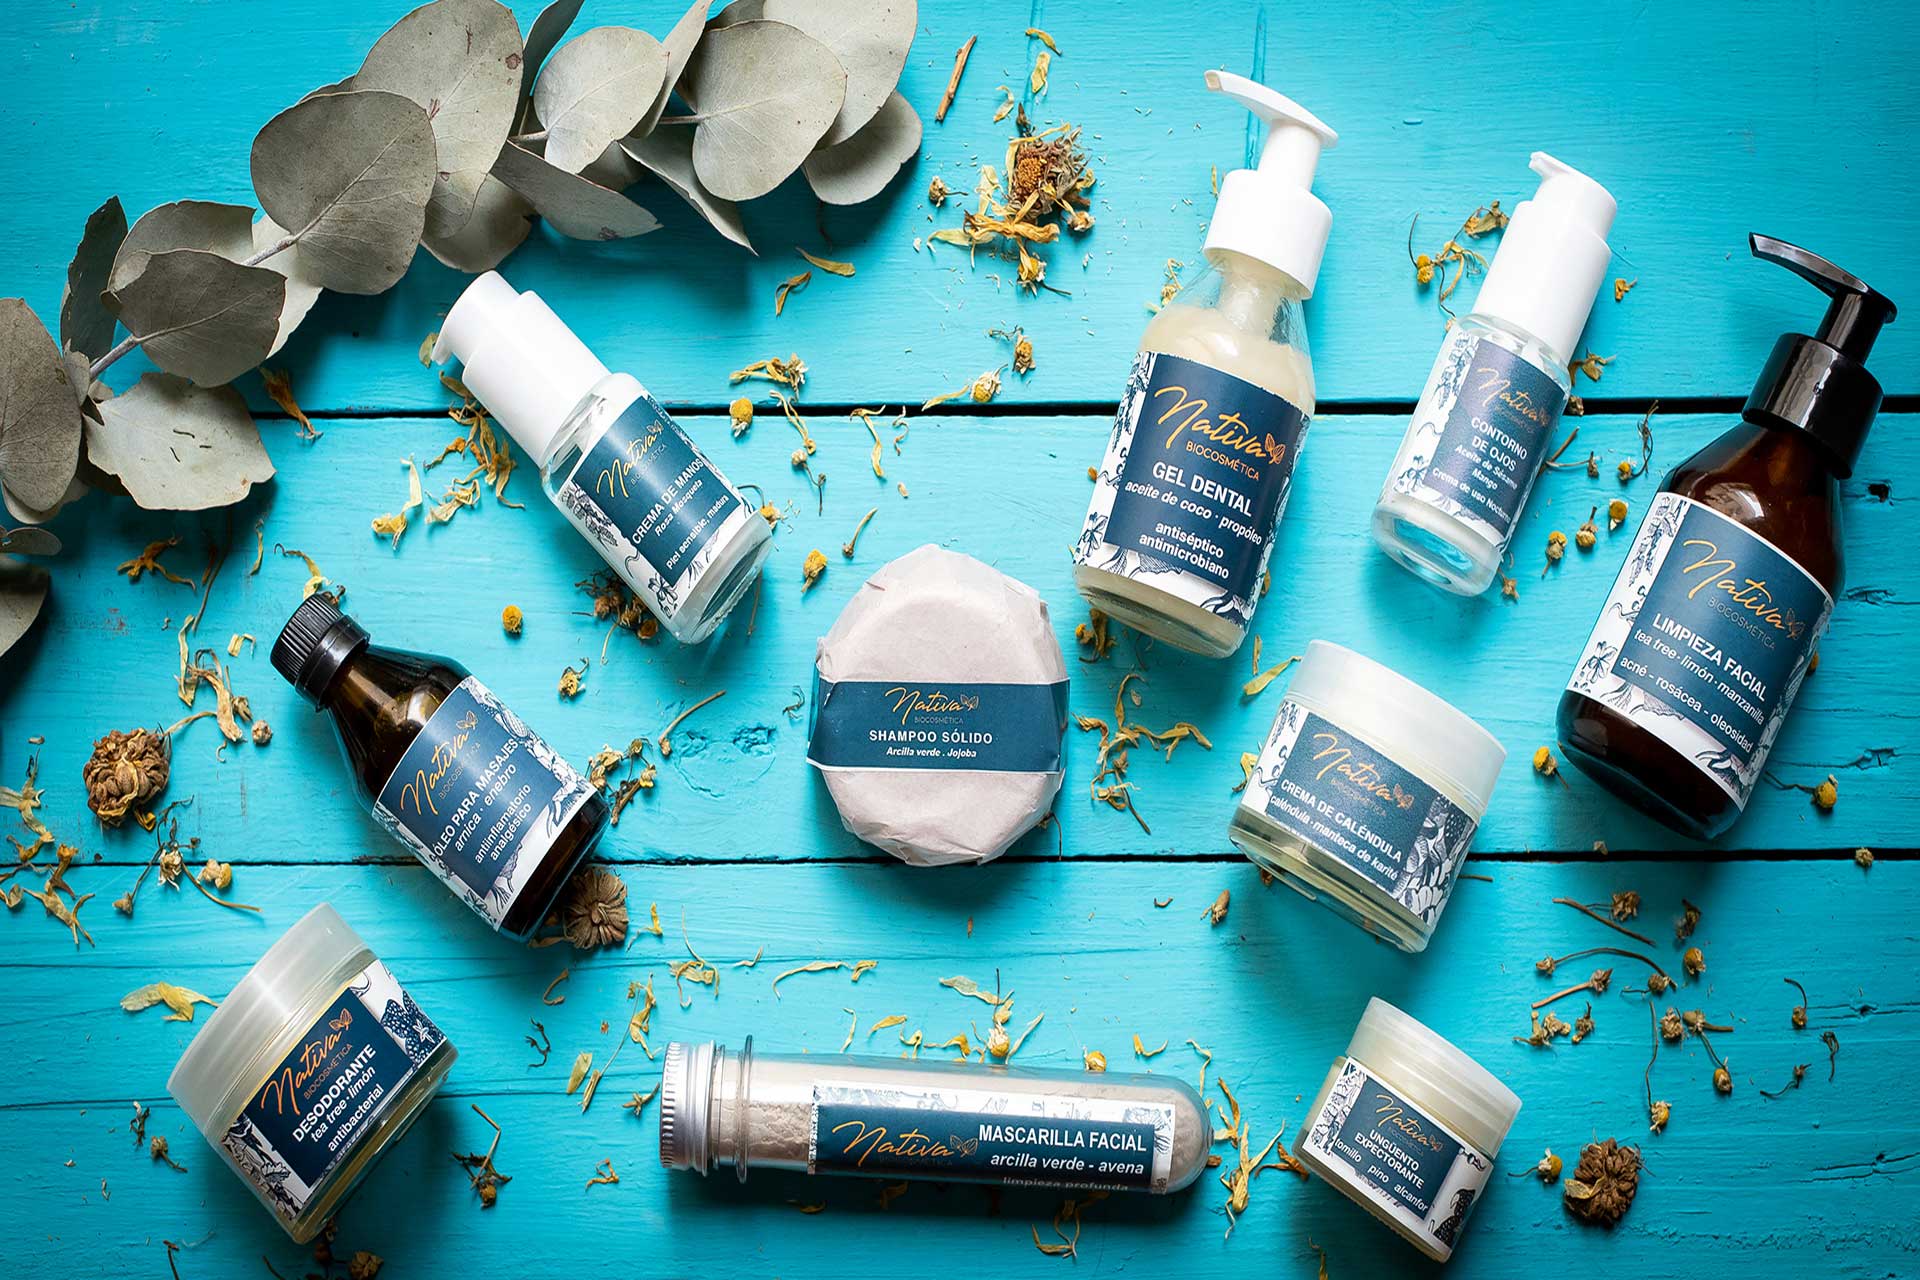 Nativa
BIOCOSMÉTICA
CREMA DE MANOS
Rosa Mosqueta
Piel sensible, madura
Nativa
BIOCOSMÉTICA
GEL DENTAL
aceite de coco · propóleo
antiséptico
antimicrobiano
Nativa
CONTORNO
DE OJOS
Aceite de Sésamo
Mango
Crema de uso Nocturno
Nativa
BIOCOSMÉTICA
LIMPIEZA FACIAL
tea tree · limón · manzanilla
acné - rosácea - oleosidad
Nativa
BIOCOSMÉTICA
ÓLEO PARA MASAJES
arnica · enebro
antiinflamatorio
analgésico
Nativa
BIOCOSMÉTICA
SHAMPOO SÓLIDO
Arcilla verde . Jojoba
Nativa
BIOCOSMÉTICA
CREMA DE CALÉNDULA
caléndula · manteca de karité
Nativa
BIOCOSMÉTICA
DESODORANTE
tea tree · limón
antibacterial
Nativa
MASCARILLA FACIAL
arcilla verde - avena
limpieza profunda
Nativa
UNGÜENTO
EXPECTORANTE
tomillo pino alcanfor